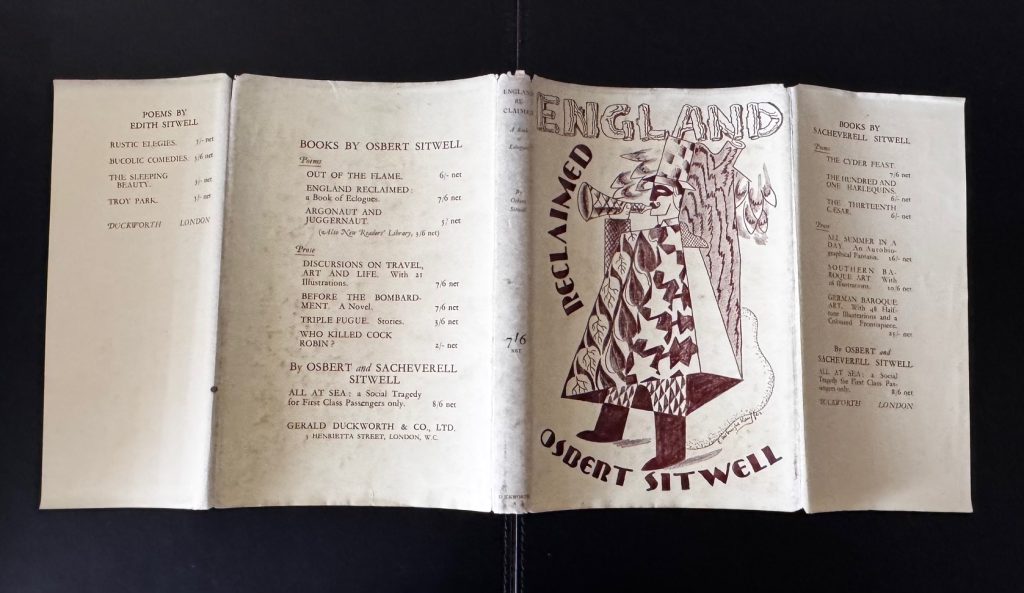 POEMS BY
EDITH SITWELL
RUSTIC ELEGIES. 5/- net
BUCOLIC COMEDIES. 3/6 net
THE SLEEPING
BEAUTY. 5/- net
TROY PARK. 5/- net
DUCKWORTH LONDON
BOOKS BY OSBERT SITWELL
Poems
OUT OF THE FLAME. 6/- net
ENGLAND RECLAIMED:
a Book of Eclogues. 7/6 net
ARGONAUT AND
JUGGERNAUT. 5/ net
(Also New Readers' Library, 3/6 net)
Prose
DISCURSIONS ON TRAVEL,
ART AND LIFE. With 21
Illustrations. 7/6 net
BEFORE THE BOMBARD-
MENT. A Novel. 7/6 net
TRIPLE FUGUE. Stories. 3/6 net
WHO KILLED COCK
ROBIN? 2/- net
By OSBERT and SACHEVERELL
SITWELL
ALL AT SEA: a Social Tragedy
for First Class Passengers only. 8/6 net
GERALD DUCKWORTH & CO., LTD.
3 HENRIETTA STREET, LONDON, W.C.
ENGLAND
RE-
CLAIMED
A Book
By
Osbert
Sitwell
7/6
NET
DUCKWORTH
ENGLAND
RECLAIMED
OSBERT SITWELL
BOOKS BY
SACHEVERELL SITWELL
Poems
THE CYDER FEAST.
7/6 net
THE HUNDRED AND
ONE HARLEQUINS.
6/- net
THE THIRTEENTH
CÆSAR. 6/- net
Prose
ALL SUMMER IN A
DAY. An Autobio-
graphical Fantasia. 16/- net
SOUTHERN BA-
ROQUE ART. With
Illustrations. 10/6 net
GERMAN BAROQUE
ART. With 48 Half-
tone Illustrations and a
Coloured Frontispiece.
25/- net
By OSBERT and
SACHEVERELL SITWELL
ALL AT SEA: a Social
Tragedy for First Class Pas-
sengers only. 8/6 net
DUCKWORTH LONDON